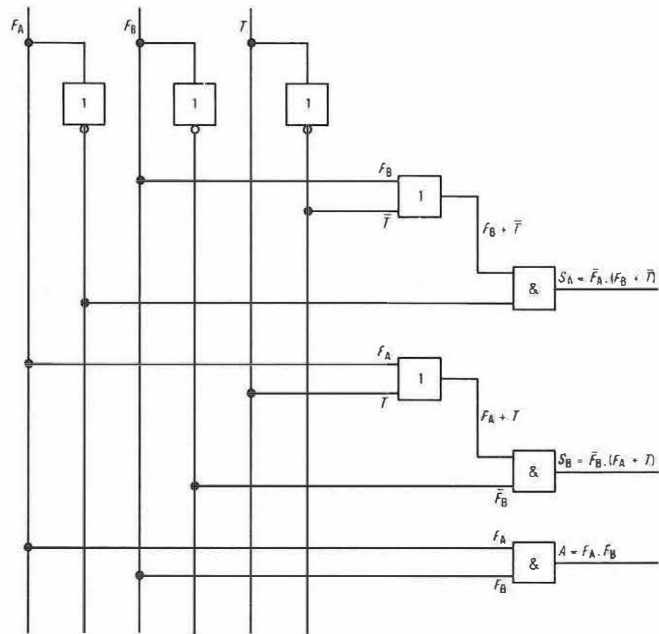 F_A F_B T
1 1 1
F_B
1
T̄
F_B + T̄
& S_A = F̄_A.(F_B + T̄)
F_A
1
T
F_A + T
& S_B = F̄_B.(F_A + T)
F̄_B
F_A
& A = F_A.F_B
F_B